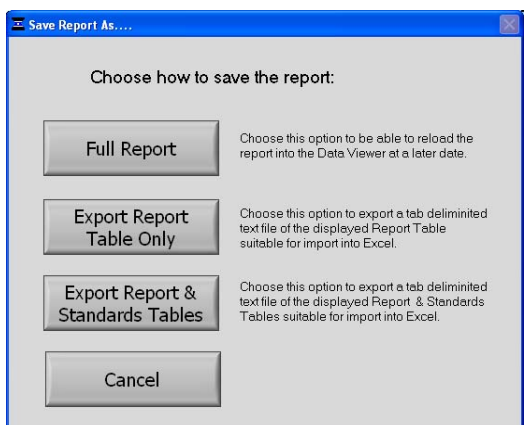 Save Report As....
Choose how to save the report:
Full Report
Choose this option to be able to reload the
report into the Data Viewer at a later date.
Export Report
Table Only
Choose this option to export a tab deliminited
text file of the displayed Report Table
suitable for import into Excel.
Export Report &
Standards Tables
Choose this option to export a tab deliminited
text file of the displayed Report & Standards
Tables suitable for import into Excel.
Cancel